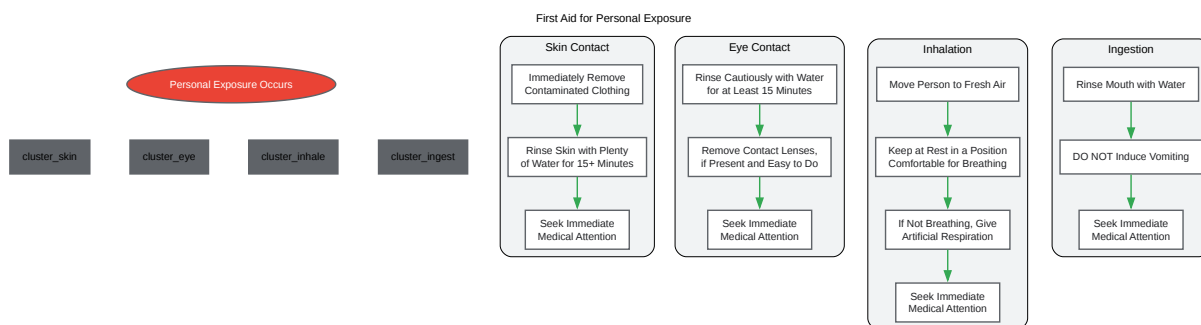 First Aid for Personal Exposure
Personal Exposure Occurs
cluster_skin
cluster_eye
cluster_inhale
cluster_ingest
Skin Contact
Immediately Remove
Contaminated Clothing
Rinse Skin with Plenty
of Water for 15+ Minutes
Seek Immediate
Medical Attention
Eye Contact
Rinse Cautiously with Water
for at Least 15 Minutes
Remove Contact Lenses,
if Present and Easy to Do
Seek Immediate
Medical Attention
Inhalation
Move Person to Fresh Air
Keep at Rest in a Position
Comfortable for Breathing
If Not Breathing, Give
Artificial Respiration
Seek Immediate
Medical Attention
Ingestion
Rinse Mouth with Water
DO NOT Induce Vomiting
Seek Immediate
Medical Attention